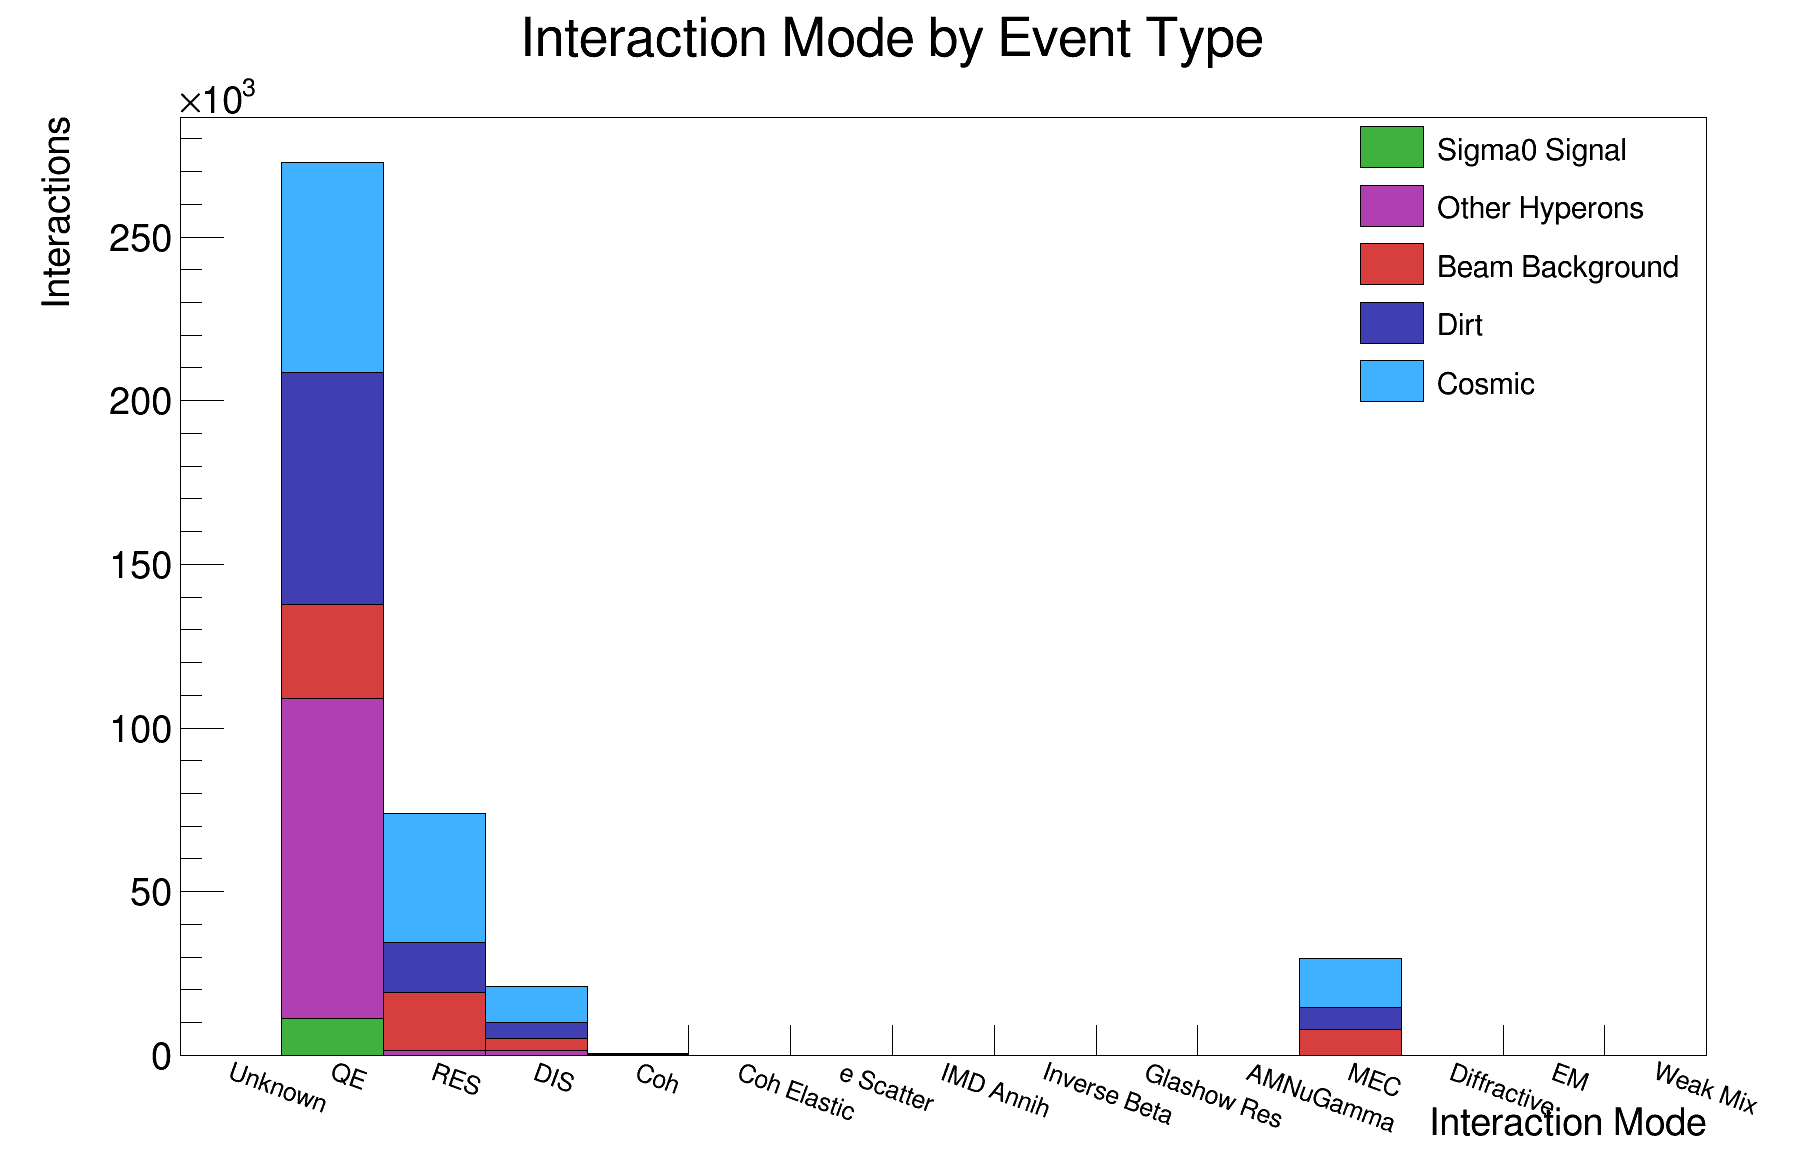 Interaction Mode by Event Type
×10³
Interactions
250
200
150
100
50
0
Sigma0 Signal
Other Hyperons
Beam Background
Dirt
Cosmic
Unknown
QE
RES
DIS
Coh
Coh Elastic
e Scatter
IMD Annih
Inverse Beta
Glashow Res
AMNuGamma
MEC
Diffractive
EM
Weak Mix
Interaction Mode